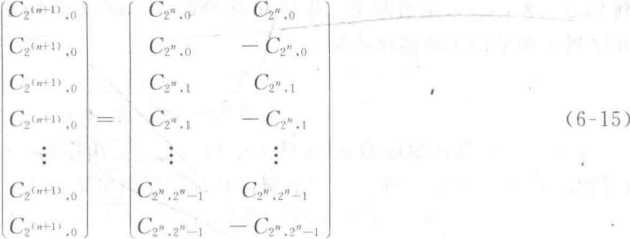 C_{2^{(n+1)},0} C_{2^n,0} C_{2^n,0}
C_{2^{(n+1)},0} C_{2^n,0} -C_{2^n,0}
C_{2^{(n+1)},0} C_{2^n,1} C_{2^n,1}
C_{2^{(n+1)},0} = C_{2^n,1} -C_{2^n,1} (6-15)
⋮ ⋮ ⋮
C_{2^{(n+1)},0} C_{2^n,2^n-1} C_{2^n,2^n-1}
C_{2^{(n+1)},0} C_{2^n,2^n-1} -C_{2^n,2^n-1}